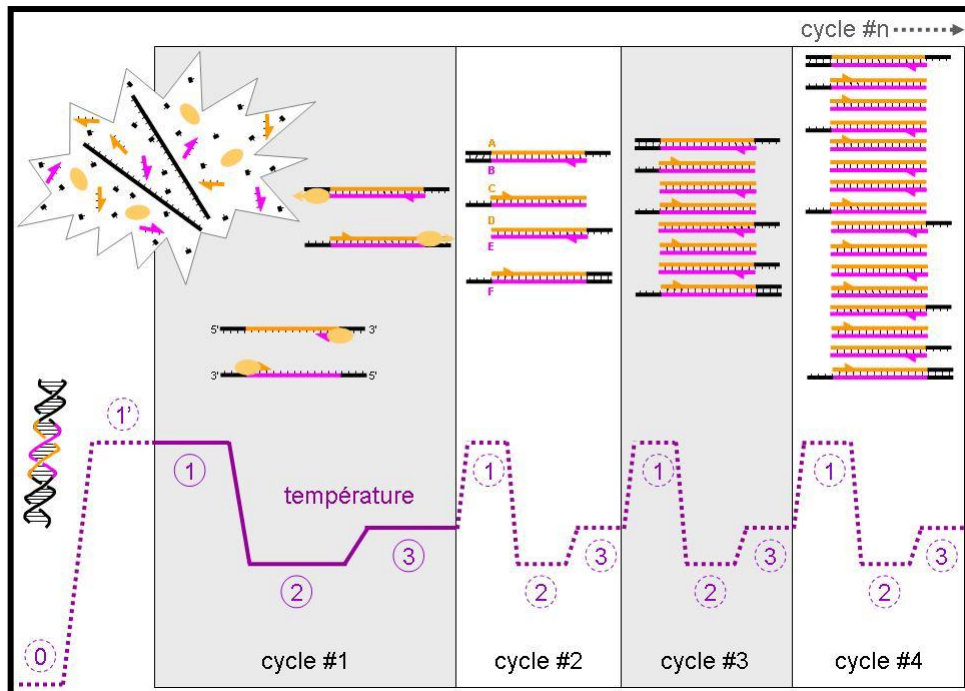 cycle #n
A
B
C
D
E
F
5' 3'
3' 5'
1'
1 1 1 1
température
3 3 3 3
2 2 2 2
0
cycle #1 cycle #2 cycle #3 cycle #4